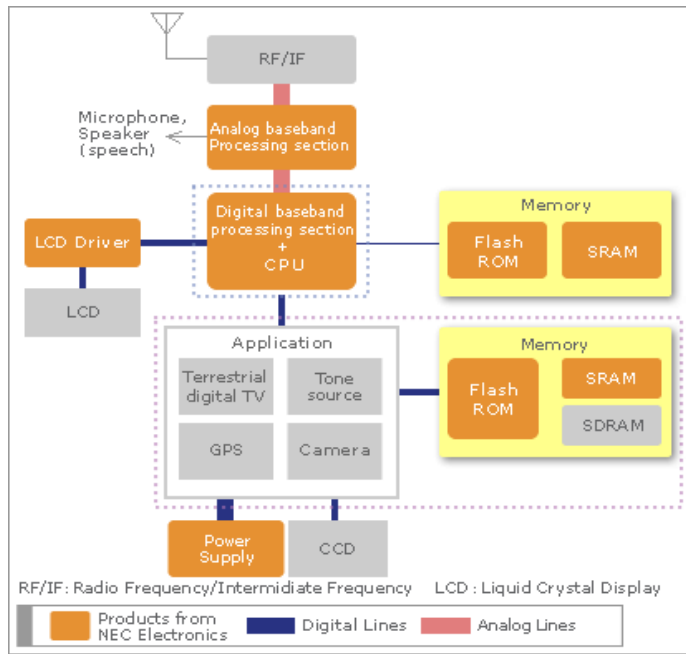 RF/IF
Microphone,
Speaker
(speech)
Analog baseband
Processing section
Digital baseband
processing section
+
CPU
LCD Driver
LCD
Memory
Flash
ROM
SRAM
Application
Terrestrial
digital TV
Tone
source
GPS
Camera
Memory
Flash
ROM
SRAM
SDRAM
Power
Supply
CCD
RF/IF: Radio Frequency/Intermidiate Frequency
LCD : Liquid Crystal Display
Products from
NEC Electronics
Digital Lines
Analog Lines